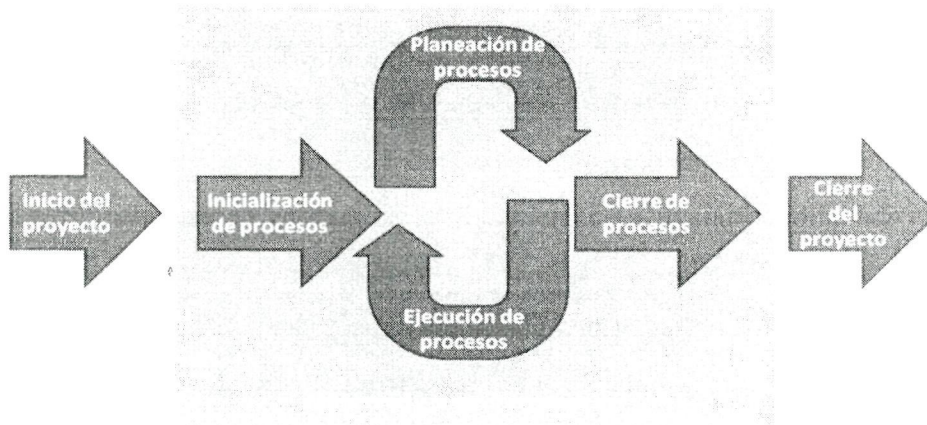 Planeación de
procesos
Inicio del
proyecto
Inicialización
de procesos
Cierre de
procesos
Cierre
del
proyecto
Ejecución de
procesos